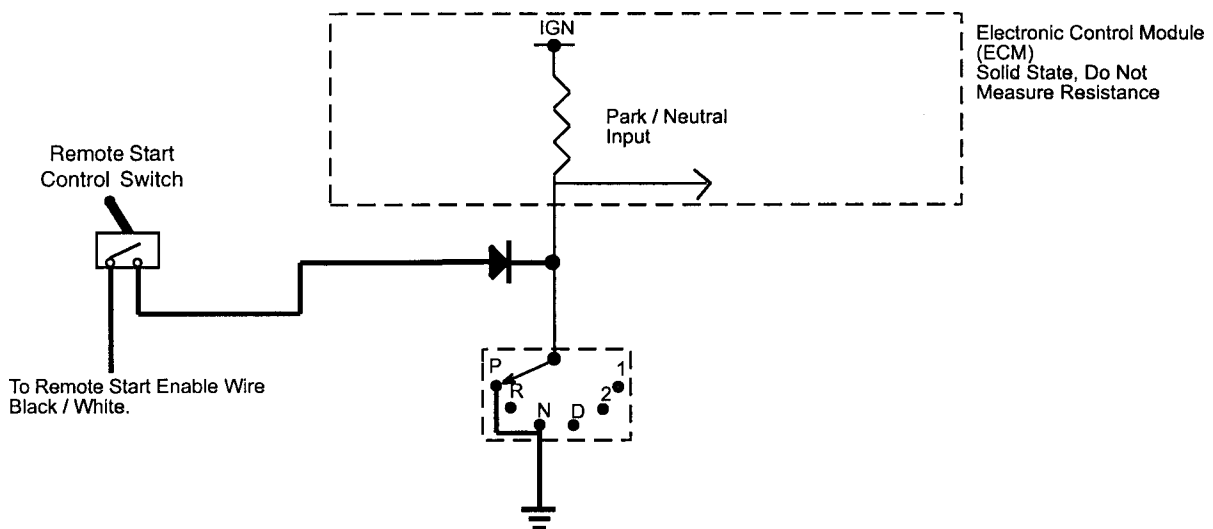 IGN
Electronic Control Module
(ECM)
Solid State, Do Not
Measure Resistance
Park / Neutral
Input
Remote Start
Control Switch
To Remote Start Enable Wire
Black / White.
P
R
N
D
2
1